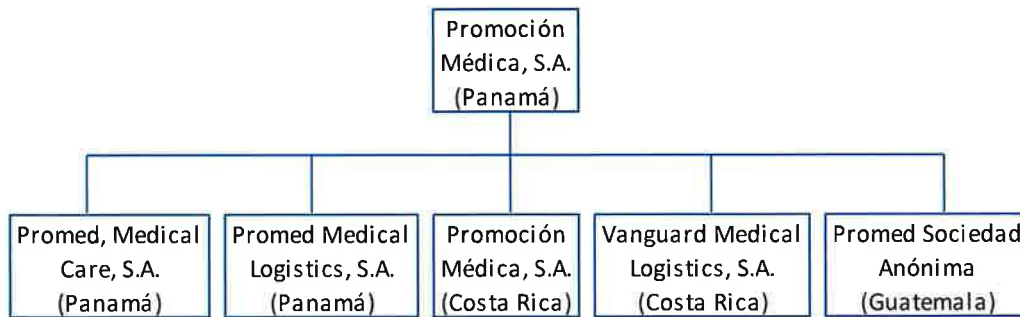 Promoción
Médica, S.A.
(Panamá)
Promed, Medical
Care, S.A.
(Panamá)
Promed Medical
Logistics, S.A.
(Panamá)
Promoción
Médica, S.A.
(Costa Rica)
Vanguard Medical
Logistics, S.A.
(Costa Rica)
Promed Sociedad
Anónima
(Guatemala)